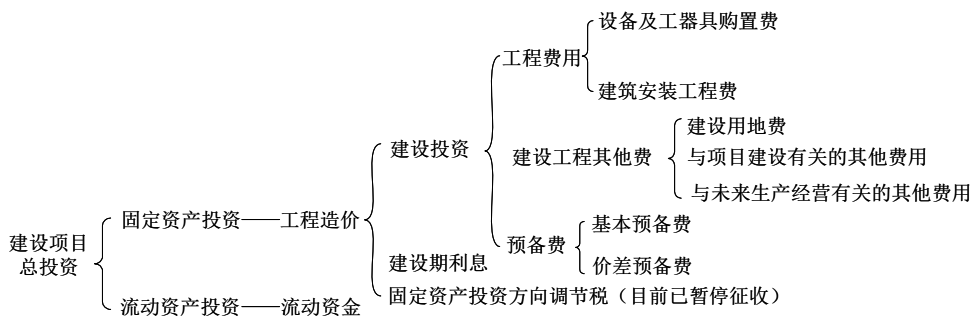 设备及工器具购置费
工程费用
建筑安装工程费
建设用地费
建设投资
建设工程其他费
与项目建设有关的其他费用
与未来生产经营有关的其他费用
固定资产投资——工程造价
基本预备费
建设项目
总投资
预备费
建设期利息
价差预备费
固定资产投资方向调节税（目前已暂停征收）
流动资产投资——流动资金